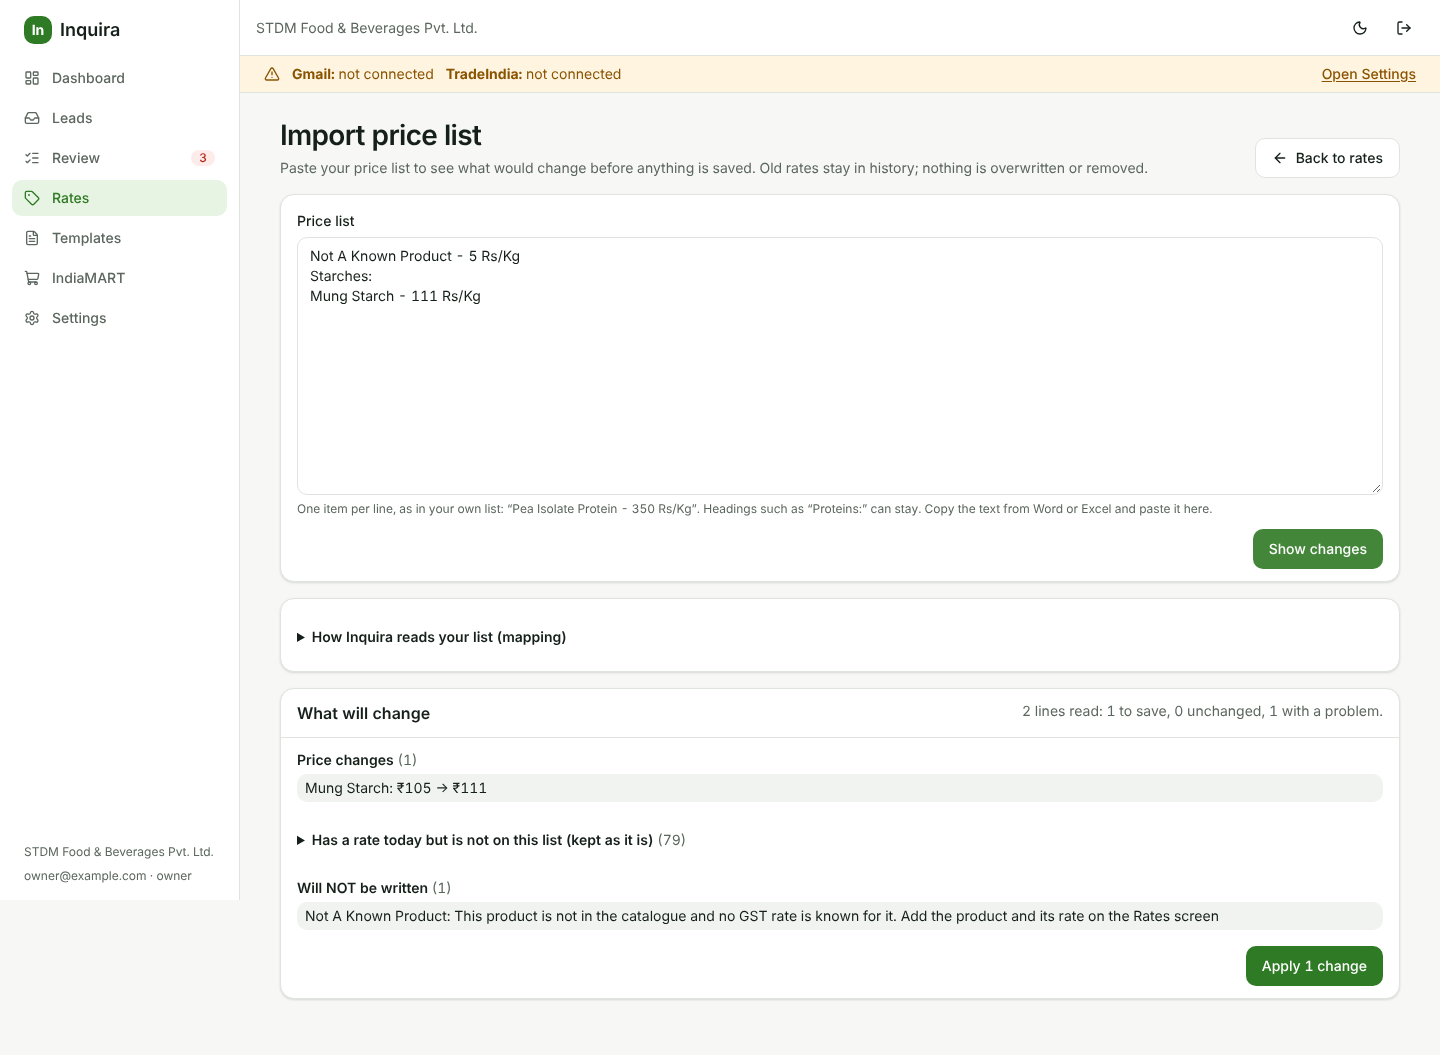 In Inquira
Dashboard
Leads
Review 3
Rates
Templates
IndiaMART
Settings
STDM Food & Beverages Pvt. Ltd.
owner@example.com · owner
STDM Food & Beverages Pvt. Ltd.
Gmail: not connected TradeIndia: not connected Open Settings
Import price list
Paste your price list to see what would change before anything is saved. Old rates stay in history; nothing is overwritten or removed.
Back to rates
Price list
Not A Known Product - 5 Rs/Kg
Starches:
Mung Starch - 111 Rs/Kg
One item per line, as in your own list: “Pea Isolate Protein - 350 Rs/Kg”. Headings such as “Proteins:” can stay. Copy the text from Word or Excel and paste it here.
Show changes
How Inquira reads your list (mapping)
What will change 2 lines read: 1 to save, 0 unchanged, 1 with a problem.
Price changes (1)
Mung Starch: ₹105 → ₹111
Has a rate today but is not on this list (kept as it is) (79)
Will NOT be written (1)
Not A Known Product: This product is not in the catalogue and no GST rate is known for it. Add the product and its rate on the Rates screen
Apply 1 change